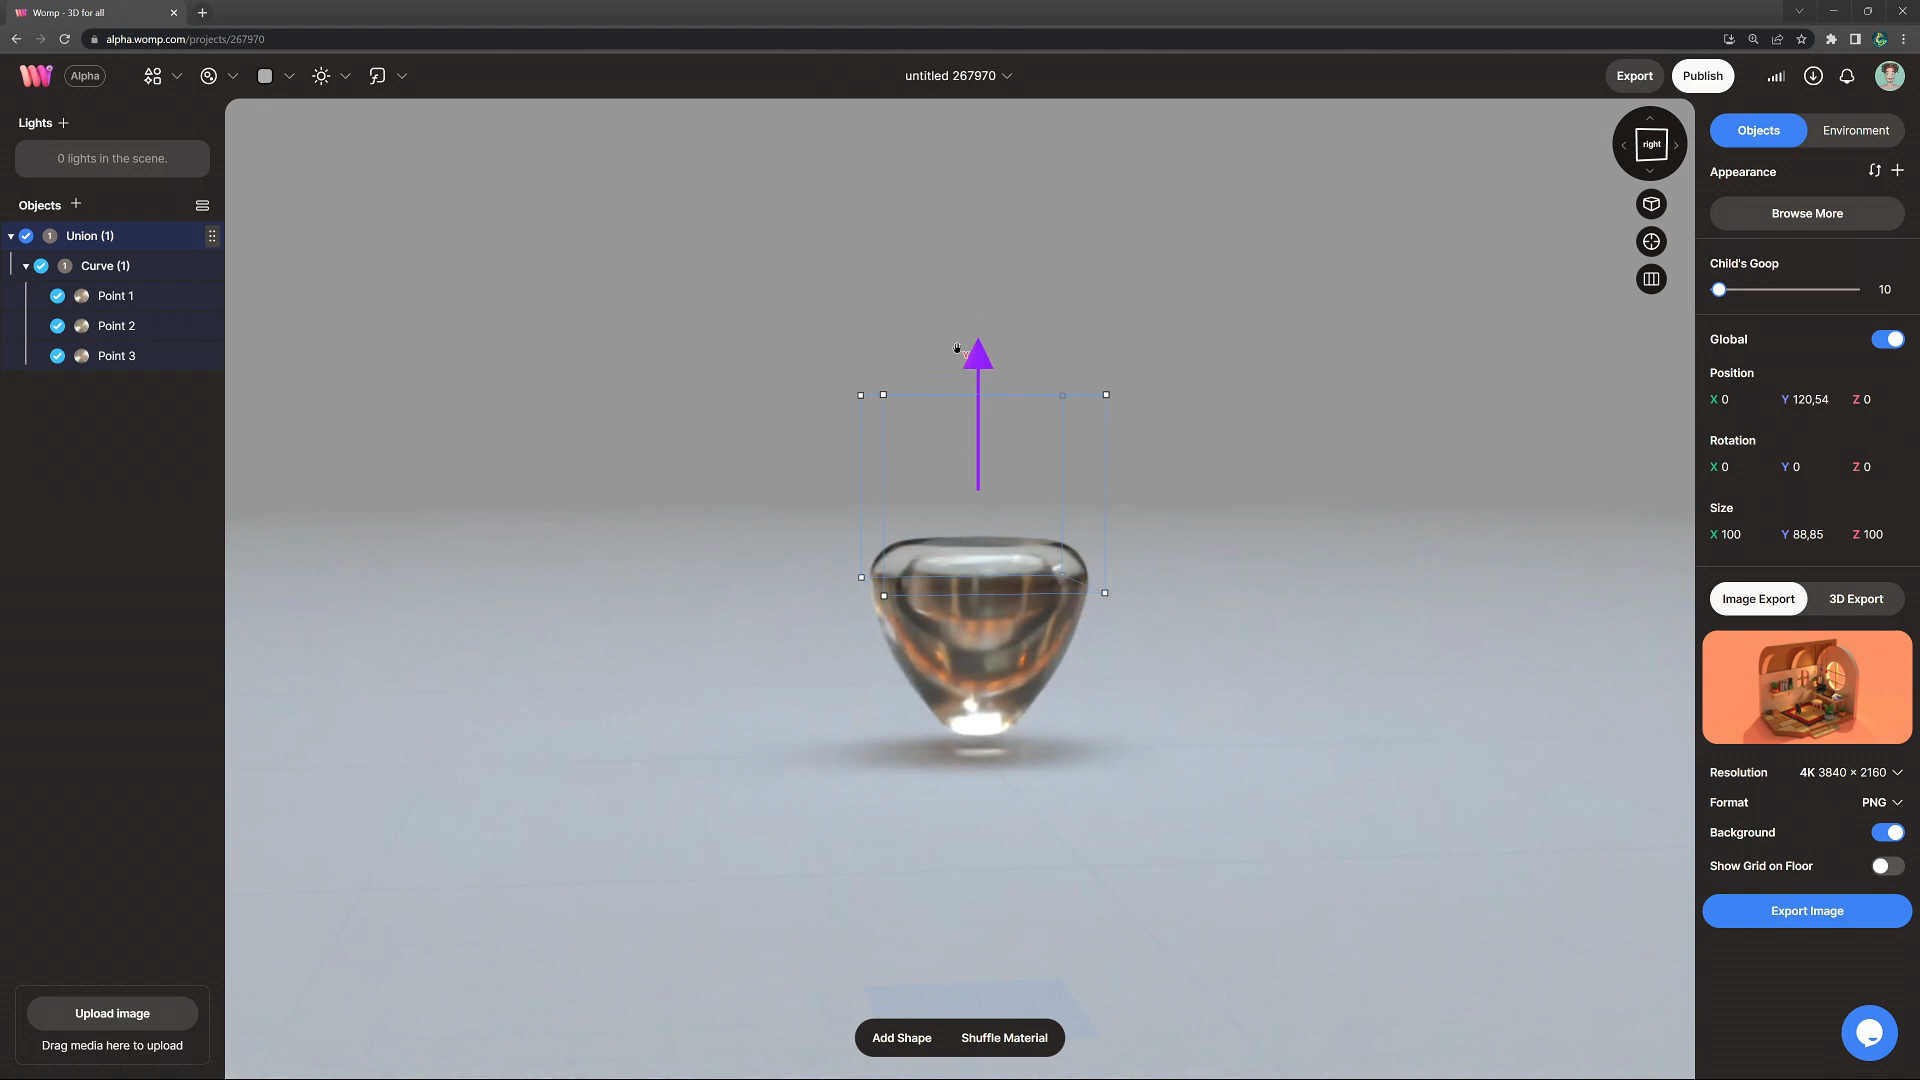 Womp - 3D for all
alpha.womp.com/projects/267970
Alpha
untitled 267970
Export
Publish
Lights
0 lights in the scene.
Objects
1 Union (1)
1 Curve (1)
Point 1
Point 2
Point 3
Upload image
Drag media here to upload
right
Y
Add Shape
Shuffle Material
Objects
Environment
Appearance
Browse More
Child's Goop
10
Global
Position
X 0 Y 120,54 Z 0
Rotation
X 0 Y 0 Z 0
Size
X 100 Y 88,85 Z 100
Image Export
3D Export
Resolution 4K 3840 × 2160
Format PNG
Background
Show Grid on Floor
Export Image